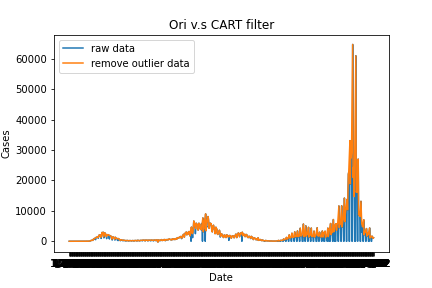 Ori v.s CART filter
raw data
remove outlier data
60000
50000
40000
30000
20000
10000
0
Cases
Date